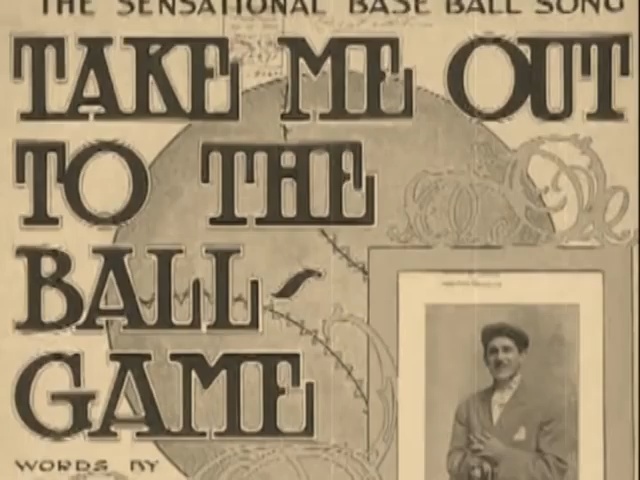 THE SENSATIONAL BASE BALL SONG
TAKE ME OUT
TO THE
BALL-
GAME
WORDS BY